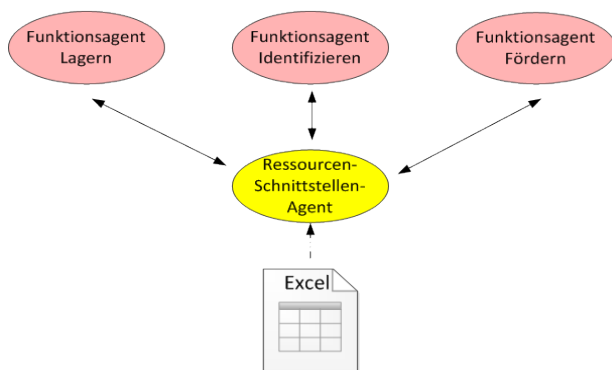 Funktionsagent
Lagern
Funktionsagent
Identifizieren
Funktionsagent
Fördern
Ressourcen-
Schnittstellen-
Agent
Excel